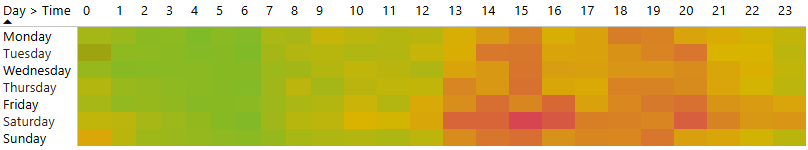 Day > Time 0 1 2 3 4 5 6 7 8 9 10 11 12 13 14 15 16 17 18 19 20 21 22 23
Monday
Tuesday
Wednesday
Thursday
Friday
Saturday
Sunday